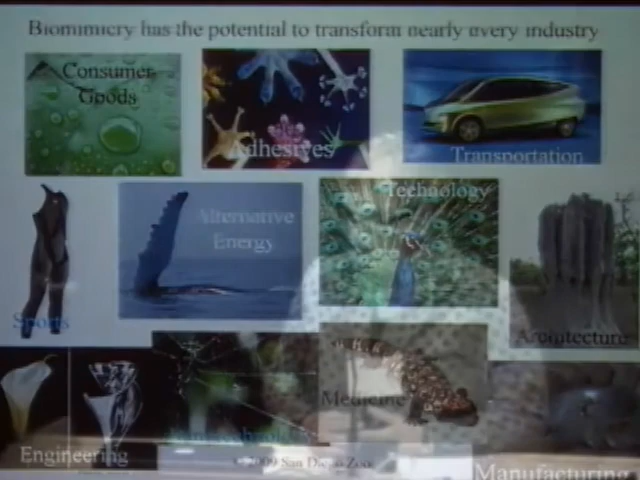 Biomimicry has the potential to transform nearly every industry
Consumer
Goods
Adhesives
Transportation
Alternative
Energy
Technology
Sports
Architecture
Medicine
Engineering
© 2009 San Diego Zoo
Manufacturing